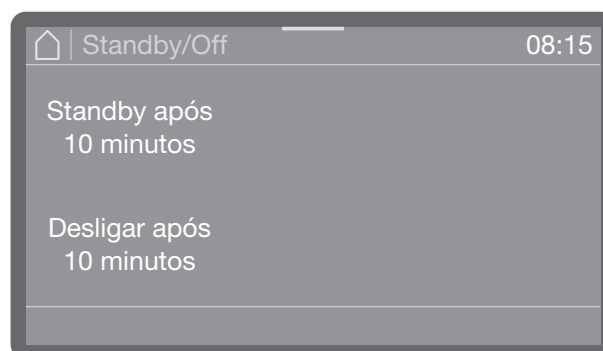 Standby/Off 08:15
Standby após
10 minutos
Desligar após
10 minutos